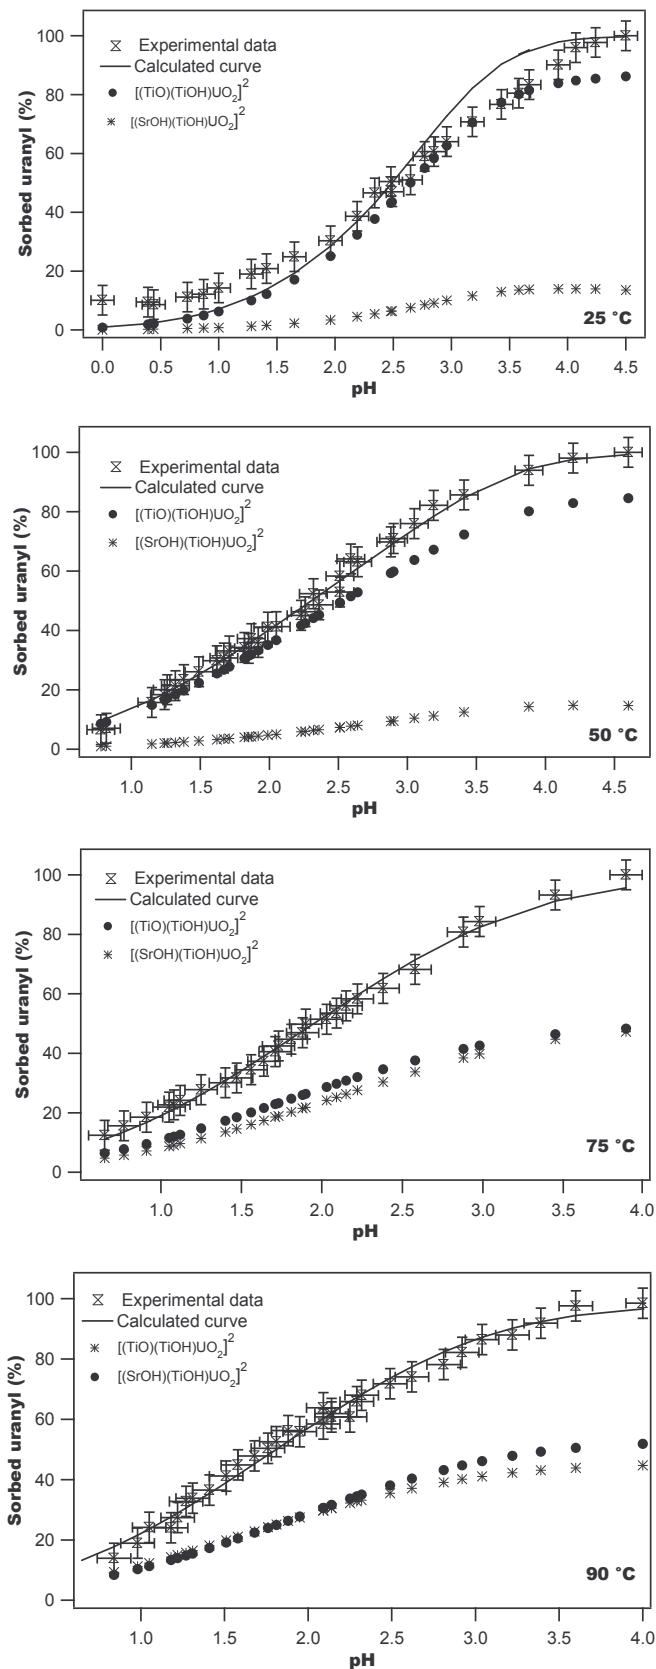 100
80
60
40
20
0
Sorbed uranyl (%)
Experimental data
Calculated curve
[(TiO)(TiOH)UO₂]²
[(SrOH)(TiOH)UO₂]²
25 °C
0.0 0.5 1.0 1.5 2.0 2.5 3.0 3.5 4.0 4.5
pH
100
80
60
40
20
0
Sorbed uranyl (%)
Experimental data
Calculated curve
[(TiO)(TiOH)UO₂]²
[(SrOH)(TiOH)UO₂]²
50 °C
1.0 1.5 2.0 2.5 3.0 3.5 4.0 4.5
pH
100
80
60
40
20
0
Sorbed uranyl (%)
Experimental data
Calculated curve
[(TiO)(TiOH)UO₂]²
[(SrOH)(TiOH)UO₂]²
75 °C
1.0 1.5 2.0 2.5 3.0 3.5 4.0
pH
100
80
60
40
20
0
Sorbed uranyl (%)
Experimental data
Calculated curve
[(TiO)(TiOH)UO₂]²
[(SrOH)(TiOH)UO₂]²
90 °C
1.0 1.5 2.0 2.5 3.0 3.5 4.0
pH